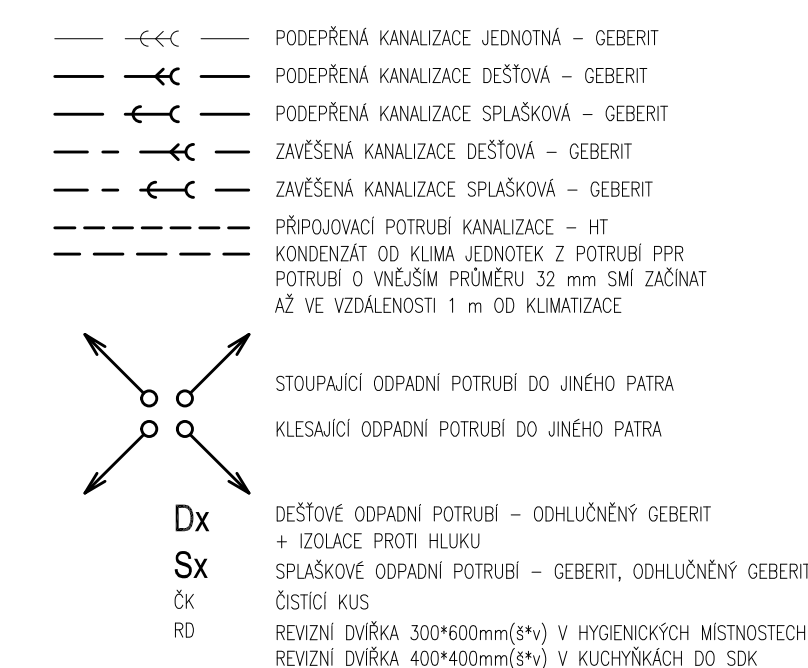 PODEPŘENÁ KANALIZACE JEDNOTNÁ – GEBERIT
PODEPŘENÁ KANALIZACE DEŠŤOVÁ – GEBERIT
PODEPŘENÁ KANALIZACE SPLAŠKOVÁ – GEBERIT
ZAVĚŠENÁ KANALIZACE DEŠŤOVÁ – GEBERIT
ZAVĚŠENÁ KANALIZACE SPLAŠKOVÁ – GEBERIT
PŘIPOJOVACÍ POTRUBÍ KANALIZACE – HT
KONDENZÁT OD KLIMA JEDNOTEK Z POTRUBÍ PPR
POTRUBÍ O VNĚJŠÍM PRŮMĚRU 32 mm SMÍ ZAČÍNAT
AŽ VE VZDÁLENOSTI 1 m OD KLIMATIZACE
STOUPAJÍCÍ ODPADNÍ POTRUBÍ DO JINÉHO PATRA
KLESAJÍCÍ ODPADNÍ POTRUBÍ DO JINÉHO PATRA
Dx DEŠŤOVÉ ODPADNÍ POTRUBÍ – ODHLUČNĚNÝ GEBERIT
+ IZOLACE PROTI HLUKU
Sx SPLAŠKOVÉ ODPADNÍ POTRUBÍ – GEBERIT, ODHLUČNĚNÝ GEBERIT
ČK ČISTÍCÍ KUS
RD REVIZNÍ DVÍŘKA 300*600mm(š*v) V HYGIENICKÝCH MÍSTNOSTECH
REVIZNÍ DVÍŘKA 400*400mm(š*v) V KUCHYŇKÁCH DO SDK